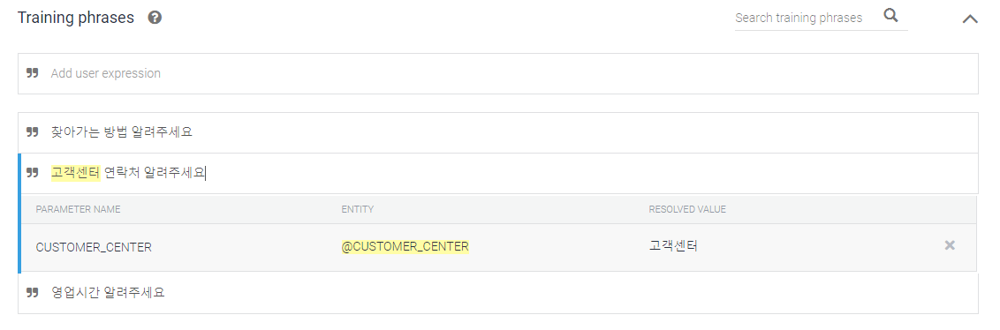 Training phrases ?
Search training phrases
Add user expression
찾아가는 방법 알려주세요
고객센터 연락처 알려주세요
PARAMETER NAME ENTITY RESOLVED VALUE
CUSTOMER_CENTER @CUSTOMER_CENTER 고객센터
영업시간 알려주세요